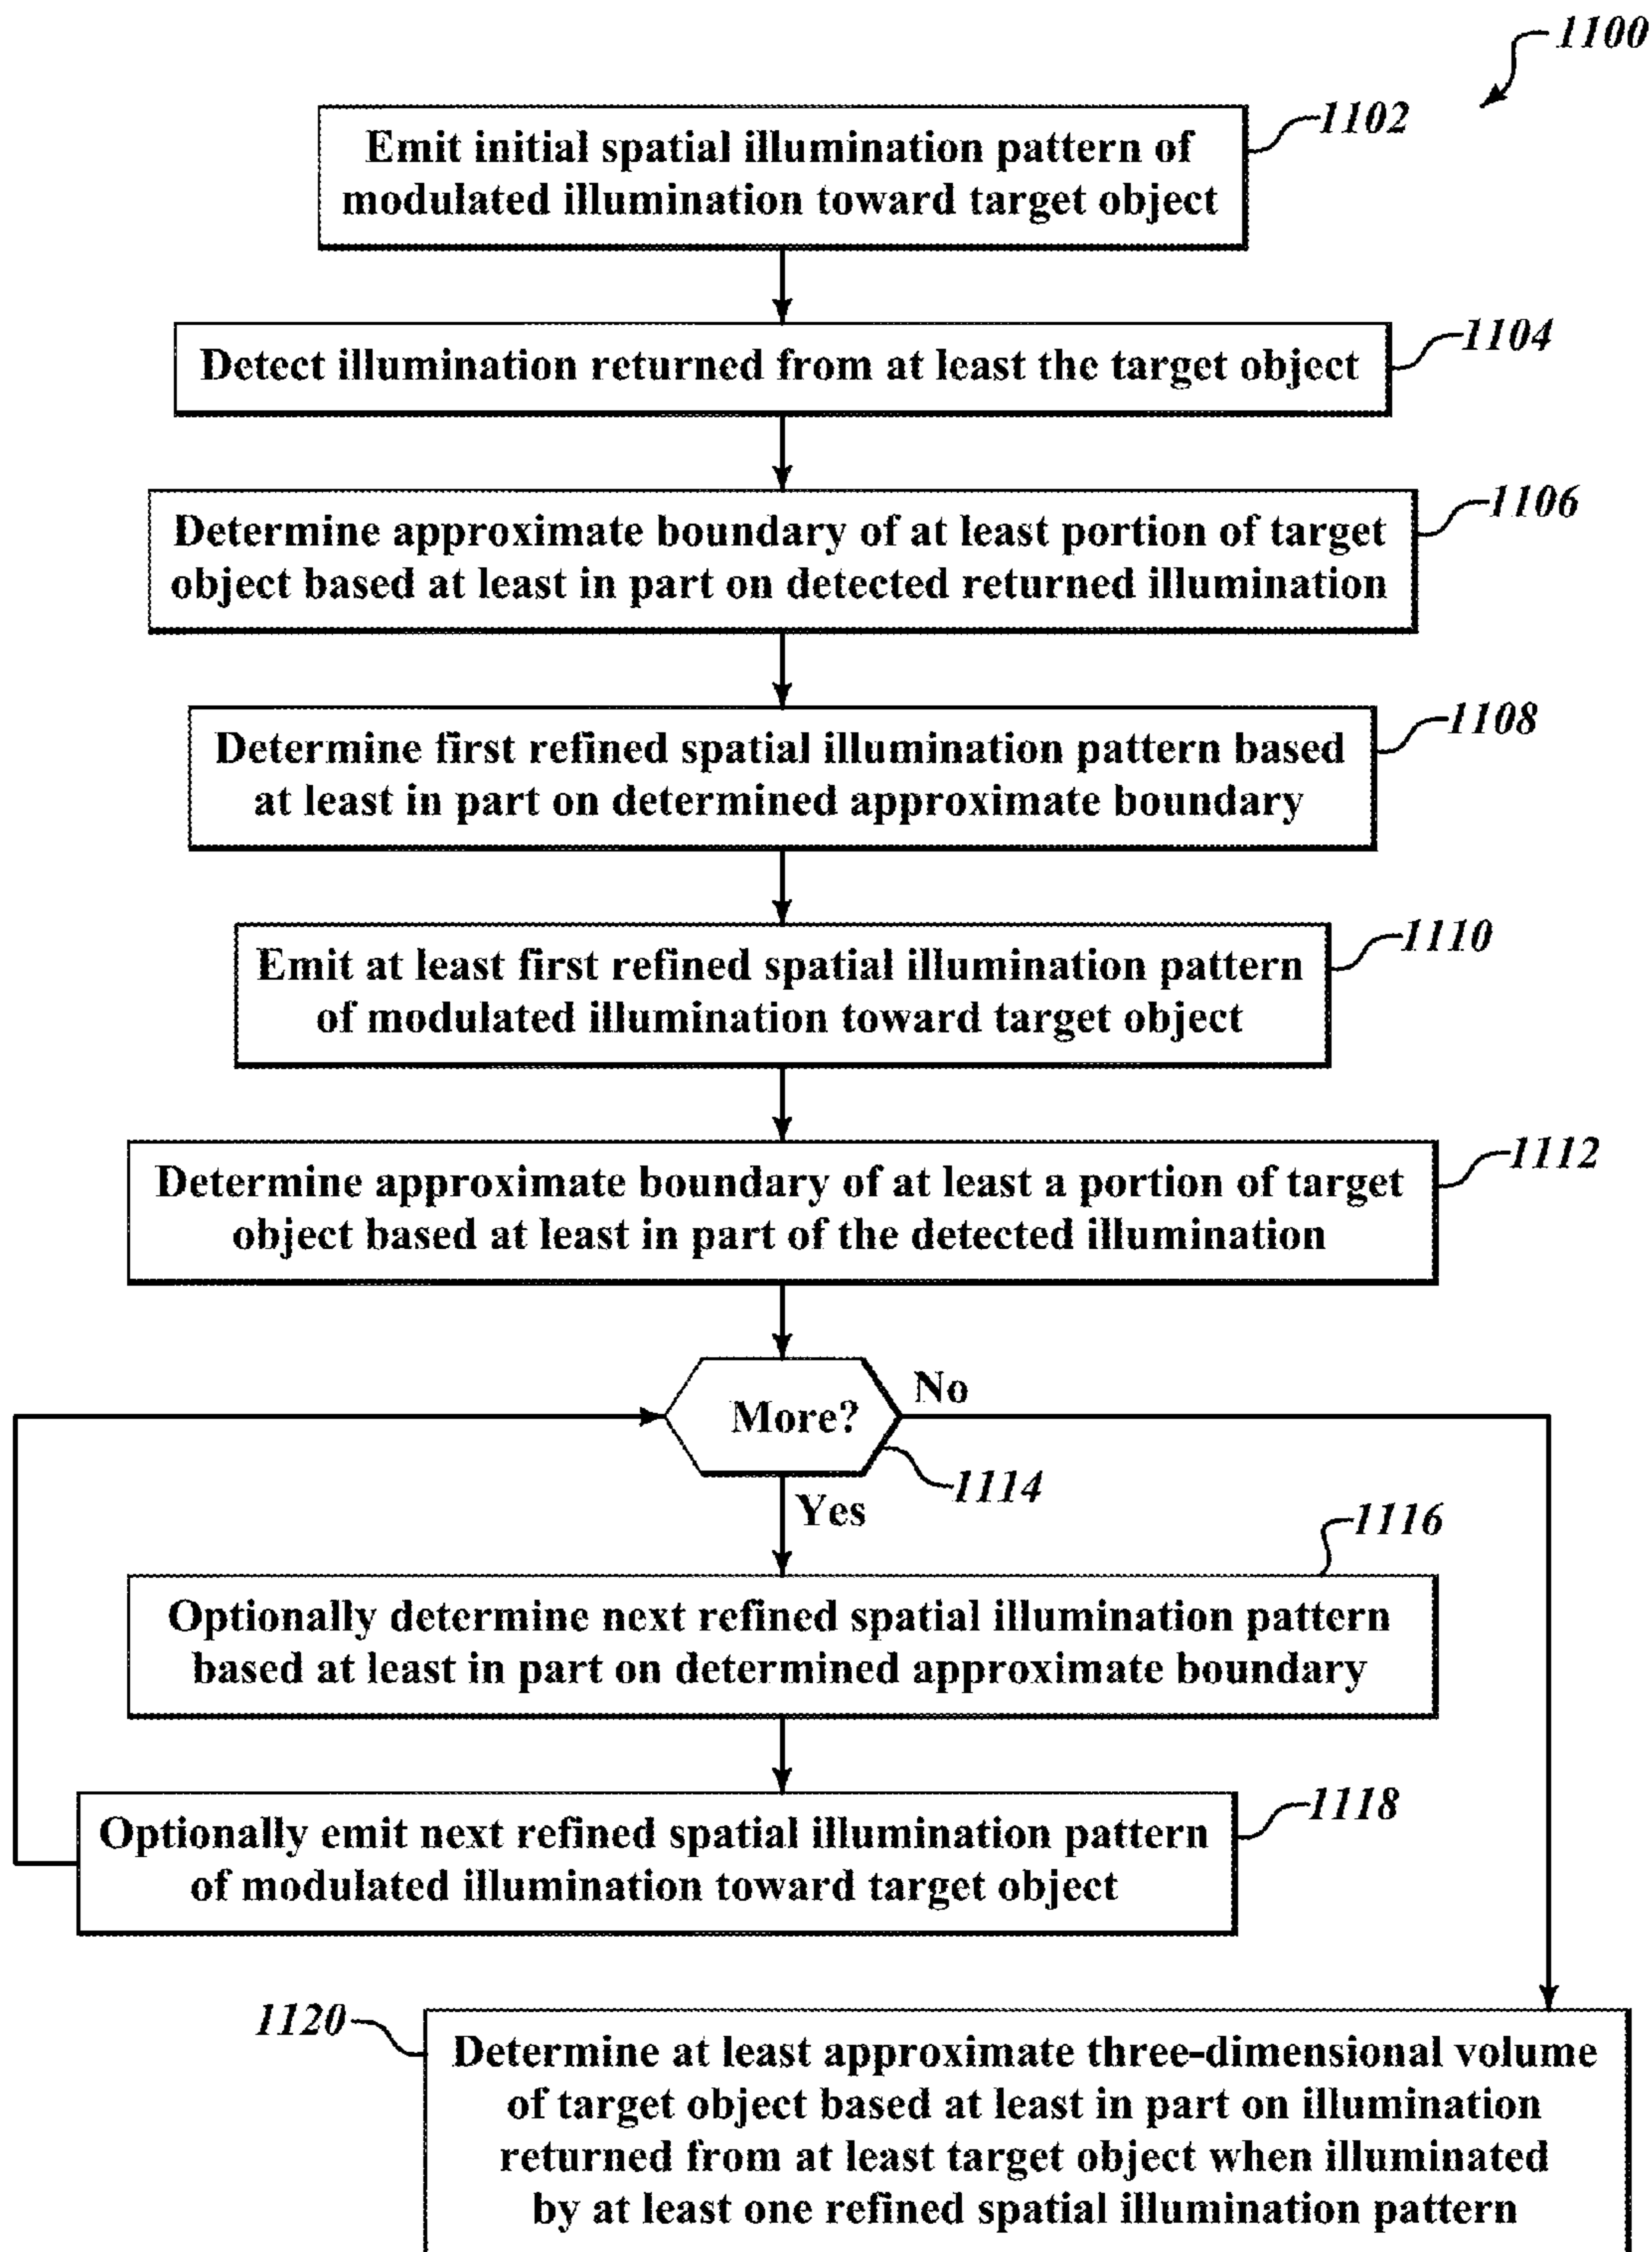 1100
1102
Emit initial spatial illumination pattern of
modulated illumination toward target object
1104
Detect illumination returned from at least the target object
1106
Determine approximate boundary of at least portion of target
object based at least in part on detected returned illumination
1108
Determine first refined spatial illumination pattern based
at least in part on determined approximate boundary
1110
Emit at least first refined spatial illumination pattern
of modulated illumination toward target object
1112
Determine approximate boundary of at least a portion of target
object based at least in part of the detected illumination
No
More?
1114
Yes
1116
Optionally determine next refined spatial illumination pattern
based at least in part on determined approximate boundary
1118
Optionally emit next refined spatial illumination pattern
of modulated illumination toward target object
1120
Determine at least approximate three-dimensional volume
of target object based at least in part on illumination
returned from at least target object when illuminated
by at least one refined spatial illumination pattern